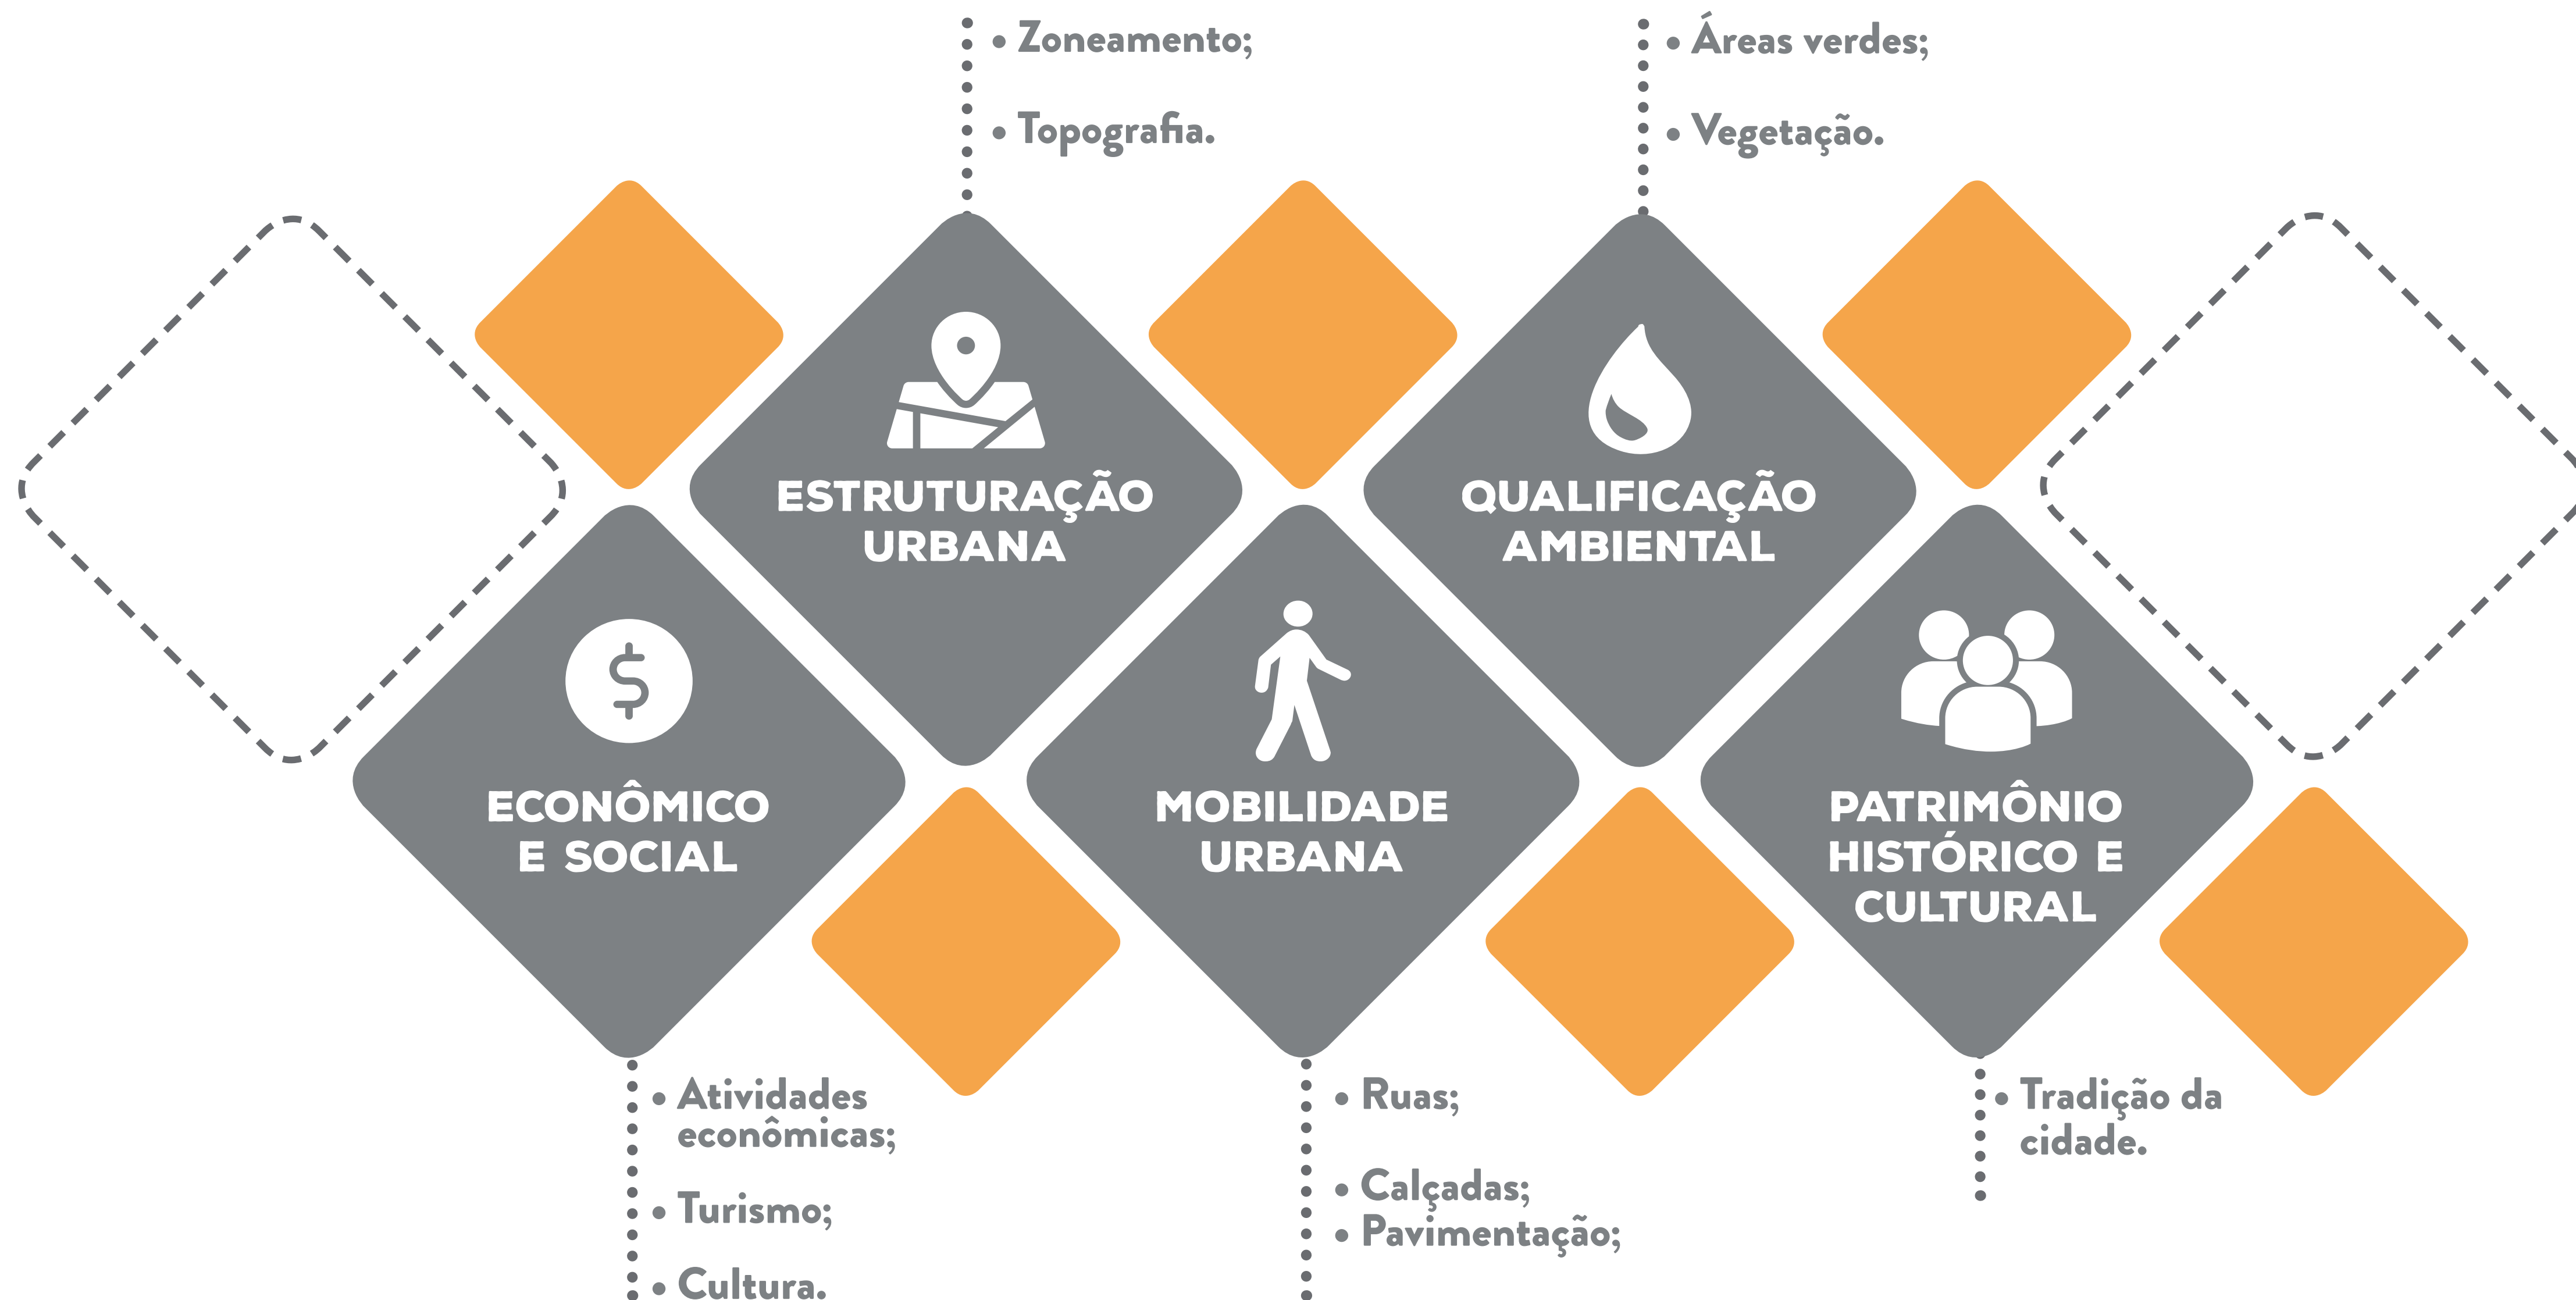 • Zoneamento;
• Topografia.
• Áreas verdes;
• Vegetação.
ESTRUTURAÇÃO
URBANA
QUALIFICAÇÃO
AMBIENTAL
$
ECONÔMICO
E SOCIAL
MOBILIDADE
URBANA
PATRIMÔNIO
HISTÓRICO E
CULTURAL
• Atividades
econômicas;
• Turismo;
• Cultura.
• Ruas;
• Calçadas;
• Pavimentação;
• Tradição da
cidade.